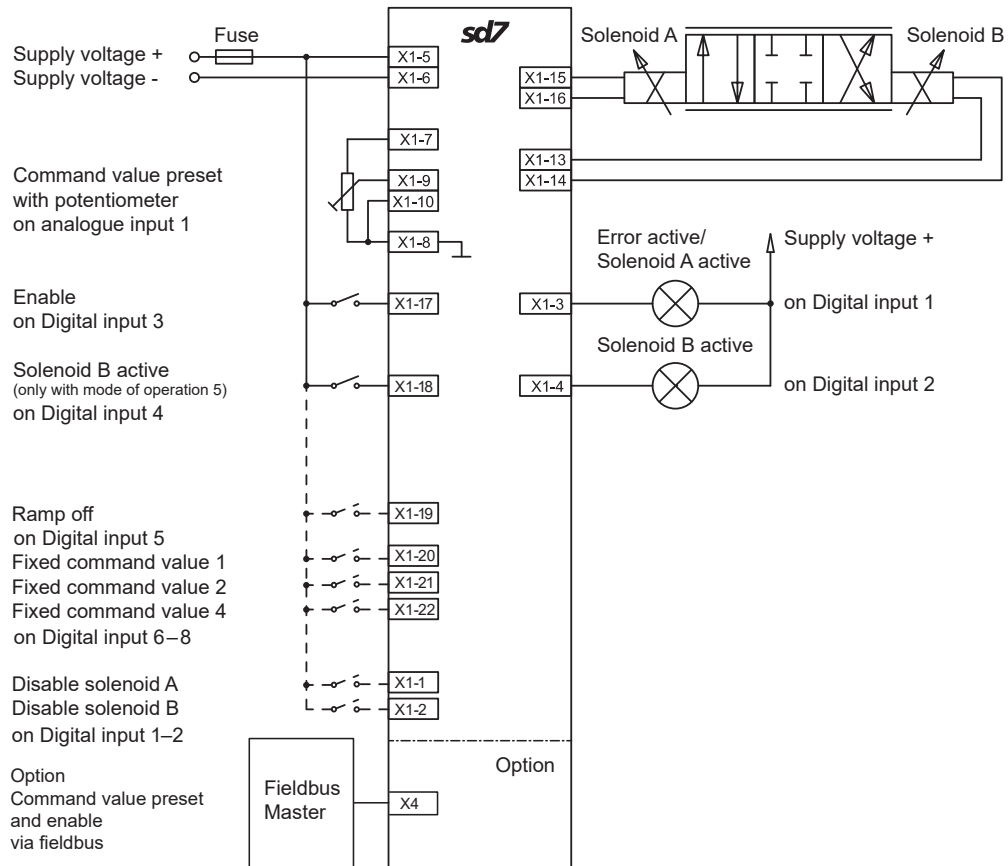 sd7
Fuse
Supply voltage +
Supply voltage -
X1-5
X1-6
Solenoid A
Solenoid B
X1-15
X1-16
X1-13
X1-14
Command value preset
with potentiometer
on analogue input 1
X1-7
X1-9
X1-10
X1-8
Error active/
Solenoid A active
Supply voltage +
Enable
on Digital input 3
X1-17
X1-3
on Digital input 1
Solenoid B active
Solenoid B active
(only with mode of operation 5)
on Digital input 4
X1-18
X1-4
on Digital input 2
Ramp off
on Digital input 5
X1-19
Fixed command value 1
X1-20
Fixed command value 2
X1-21
Fixed command value 4
X1-22
on Digital input 6–8
Disable solenoid A
X1-1
Disable solenoid B
X1-2
on Digital input 1–2
Option
Option
Command value preset
and enable
via fieldbus
Fieldbus
Master
X4